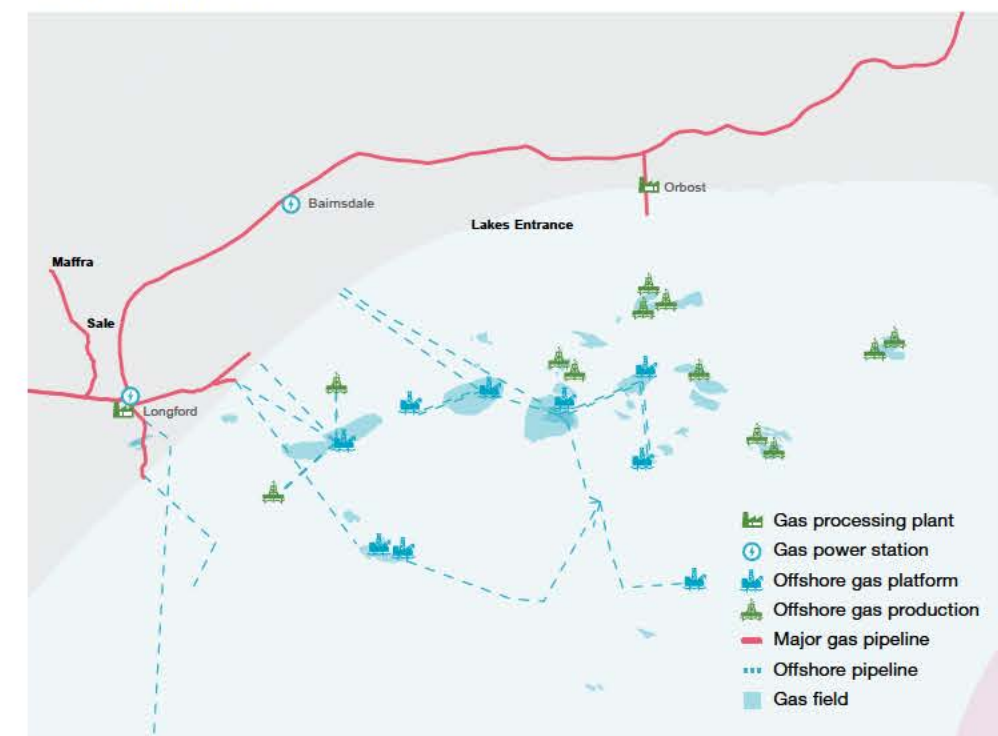 Orbost
Bairnsdale
Lakes Entrance
Maffra
Sale
Longford
Gas processing plant
Gas power station
Offshore gas platform
Offshore gas production
Major gas pipeline
Offshore pipeline
Gas field